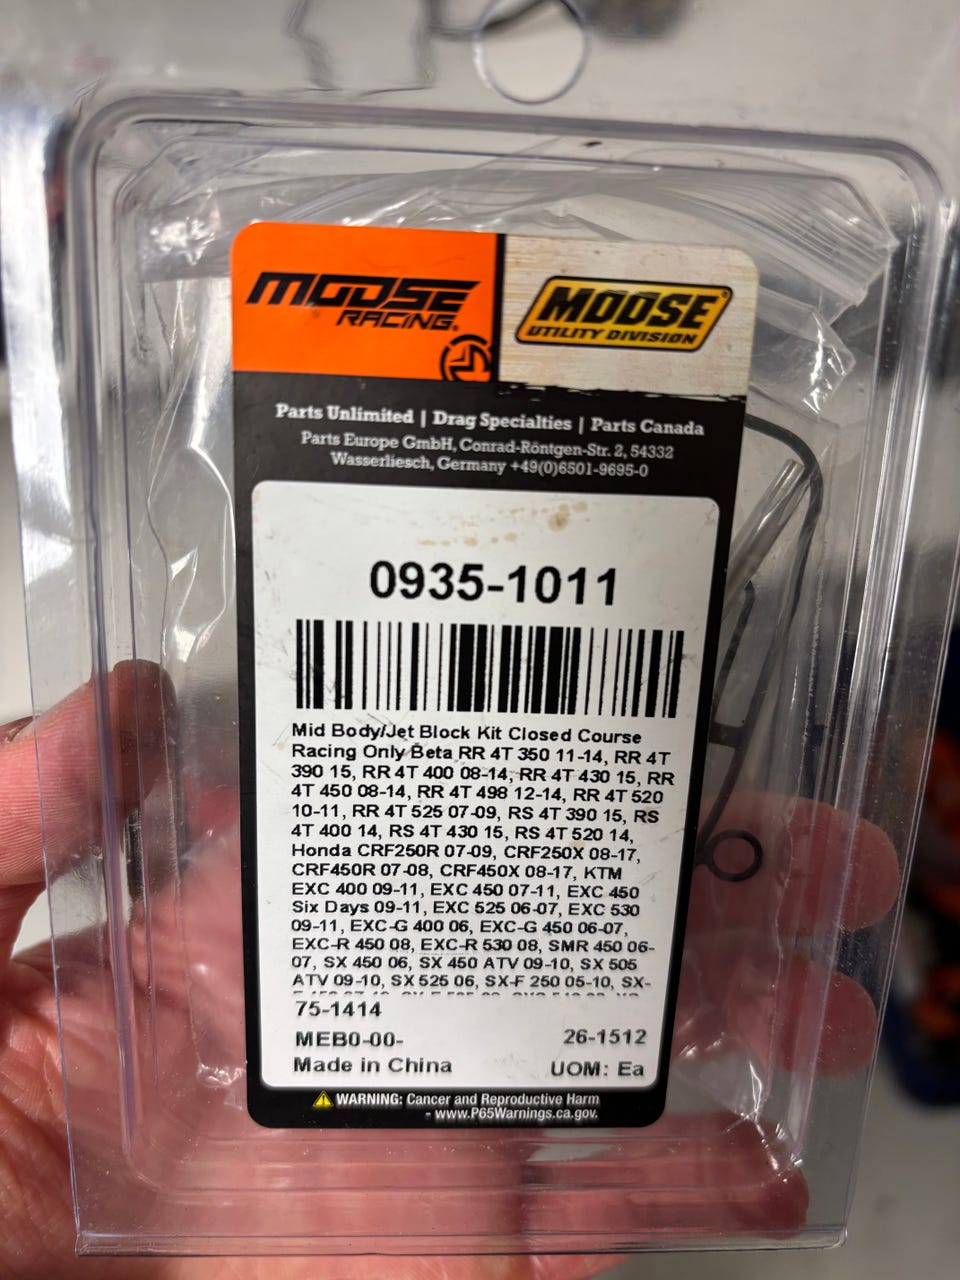 MOOSE
RACING®
MOOSE®
UTILITY DIVISION
Parts Unlimited | Drag Specialties | Parts Canada
Parts Europe GmbH, Conrad-Röntgen-Str. 2, 54332
Wasserliesch, Germany +49(0)6501-9695-0
0935-1011
Mid Body/Jet Block Kit Closed Course
Racing Only Beta RR 4T 350 11-14, RR 4T
390 15, RR 4T 400 08-14, RR 4T 430 15, RR
4T 450 08-14, RR 4T 498 12-14, RR 4T 520
10-11, RR 4T 525 07-09, RS 4T 390 15, RS
4T 400 14, RS 4T 430 15, RS 4T 520 14,
Honda CRF250R 07-09, CRF250X 08-17,
CRF450R 07-08, CRF450X 08-17, KTM
EXC 400 09-11, EXC 450 07-11, EXC 450
Six Days 09-11, EXC 525 06-07, EXC 530
09-11, EXC-G 400 06, EXC-G 450 06-07,
EXC-R 450 08, EXC-R 530 08, SMR 450 06-
07, SX 450 06, SX 450 ATV 09-10, SX 505
ATV 09-10, SX 525 06, SX-F 250 05-10, SX-
75-1414
MEB0-00- 26-1512
Made in China UOM: Ea
WARNING: Cancer and Reproductive Harm
- www.P65Warnings.ca.gov.